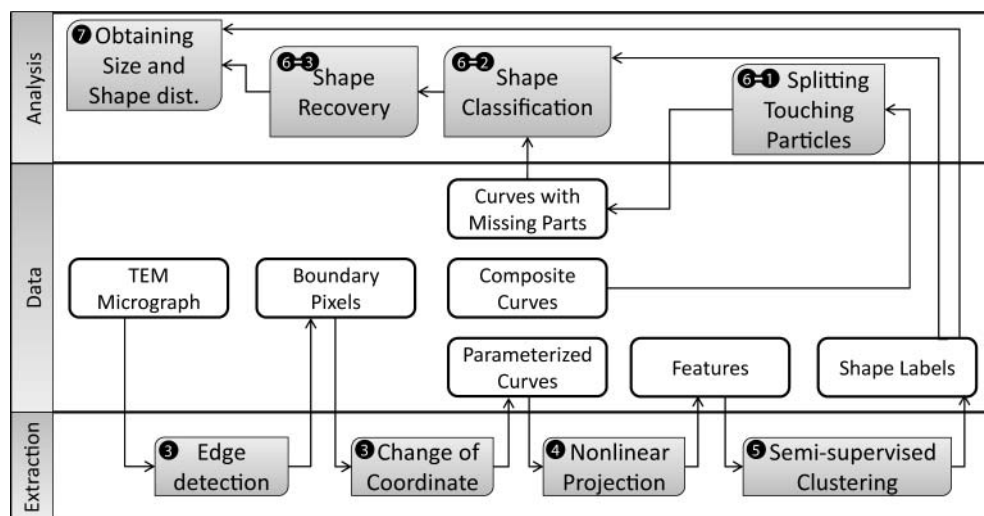 Analysis
❼ Obtaining
Size and
Shape dist.
❻-❸ Shape
Recovery
❻-❷ Shape
Classification
❻-❶ Splitting
Touching
Particles
Data
Curves with
Missing Parts
TEM
Micrograph
Boundary
Pixels
Composite
Curves
Parameterized
Curves
Features
Shape Labels
Extraction
❸ Edge
detection
❸ Change of
Coordinate
❹ Nonlinear
Projection
❺ Semi-supervised
Clustering